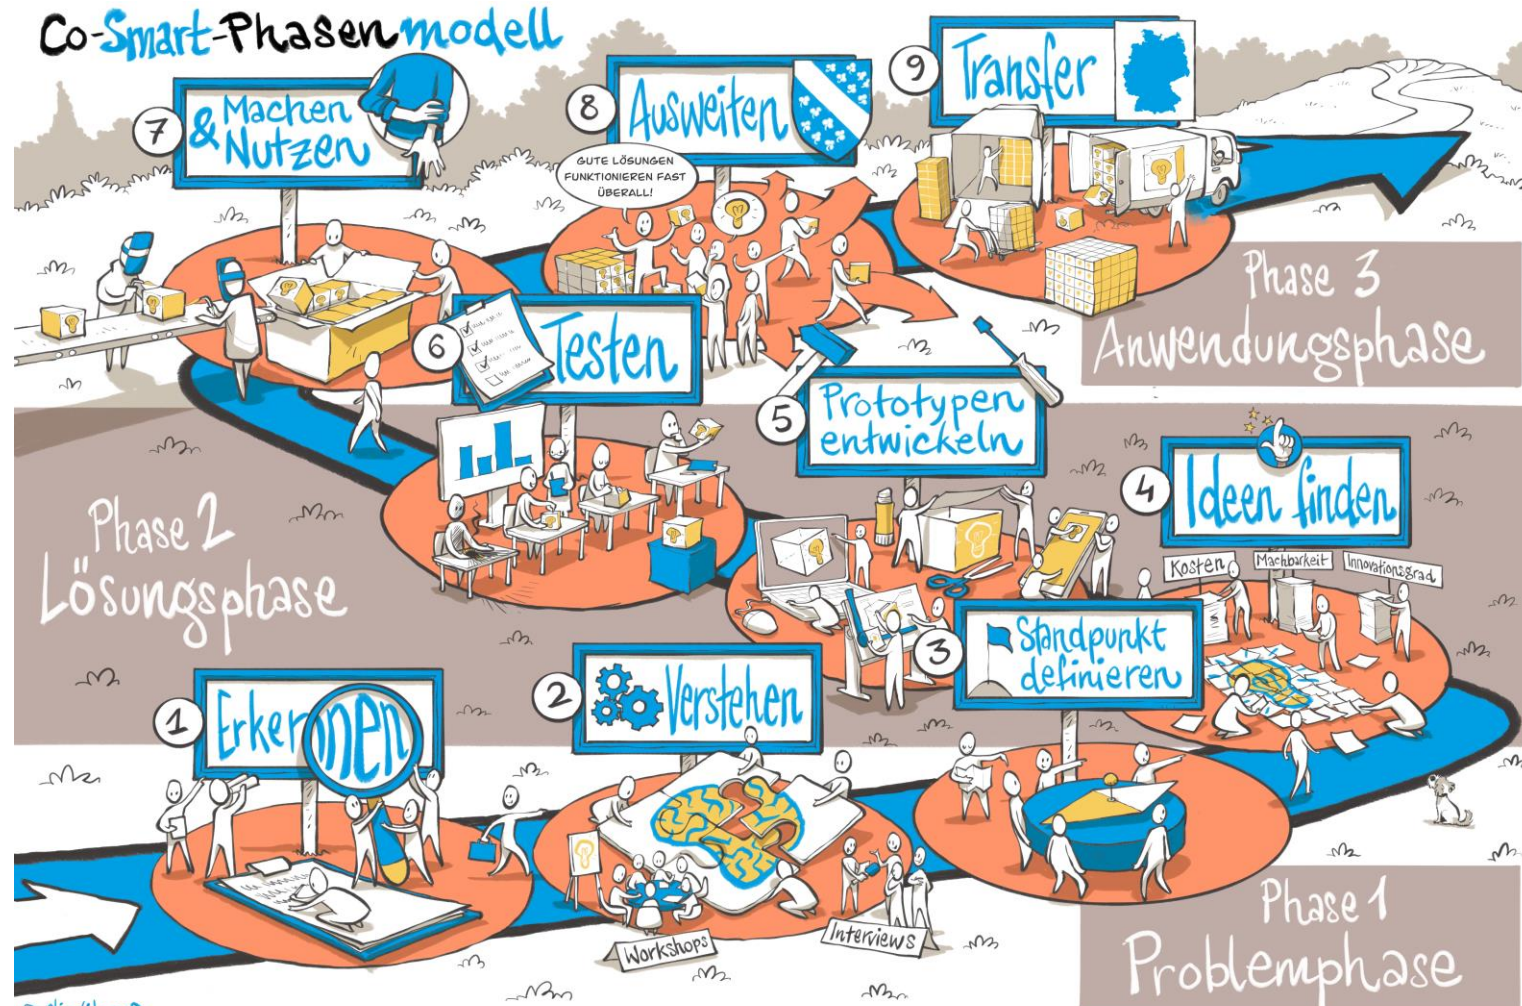 Co-Smart-Phasenmodell
7
Machen
& Nutzen
8
Ausweiten
9
Transfer
GUTE LÖSUNGEN
FUNKTIONIEREN FAST
ÜBERALL!
Phase 3
Anwendungsphase
6
Testen
5
Prototypen
entwickeln
4
Ideen finden
Kosten
Machbarkeit
Innovationsgrad
Phase 2
Lösungsphase
3
Standpunkt
definieren
1
Erkennen
2
Verstehen
Workshops
Interviews
Phase 1
Problemphase